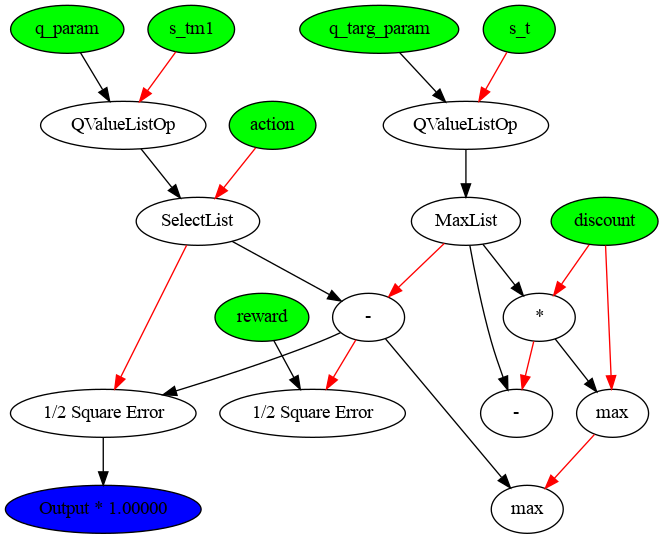 q_param
s_tm1
q_targ_param
s_t
QValueListOp
action
QValueListOp
SelectList
MaxList
discount
reward
-
*
1/2 Square Error
1/2 Square Error
-
max
Output * 1.00000
max